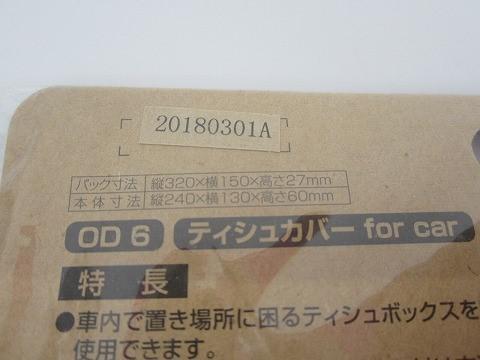 20180301A
パック寸法 縦320×横150×高さ27mm
本体寸法 縦240×横130×高さ60mm
OD 6 ティシュカバー for car
特 長
●車内で置き場所に困るティシュボックスを
使用できます。